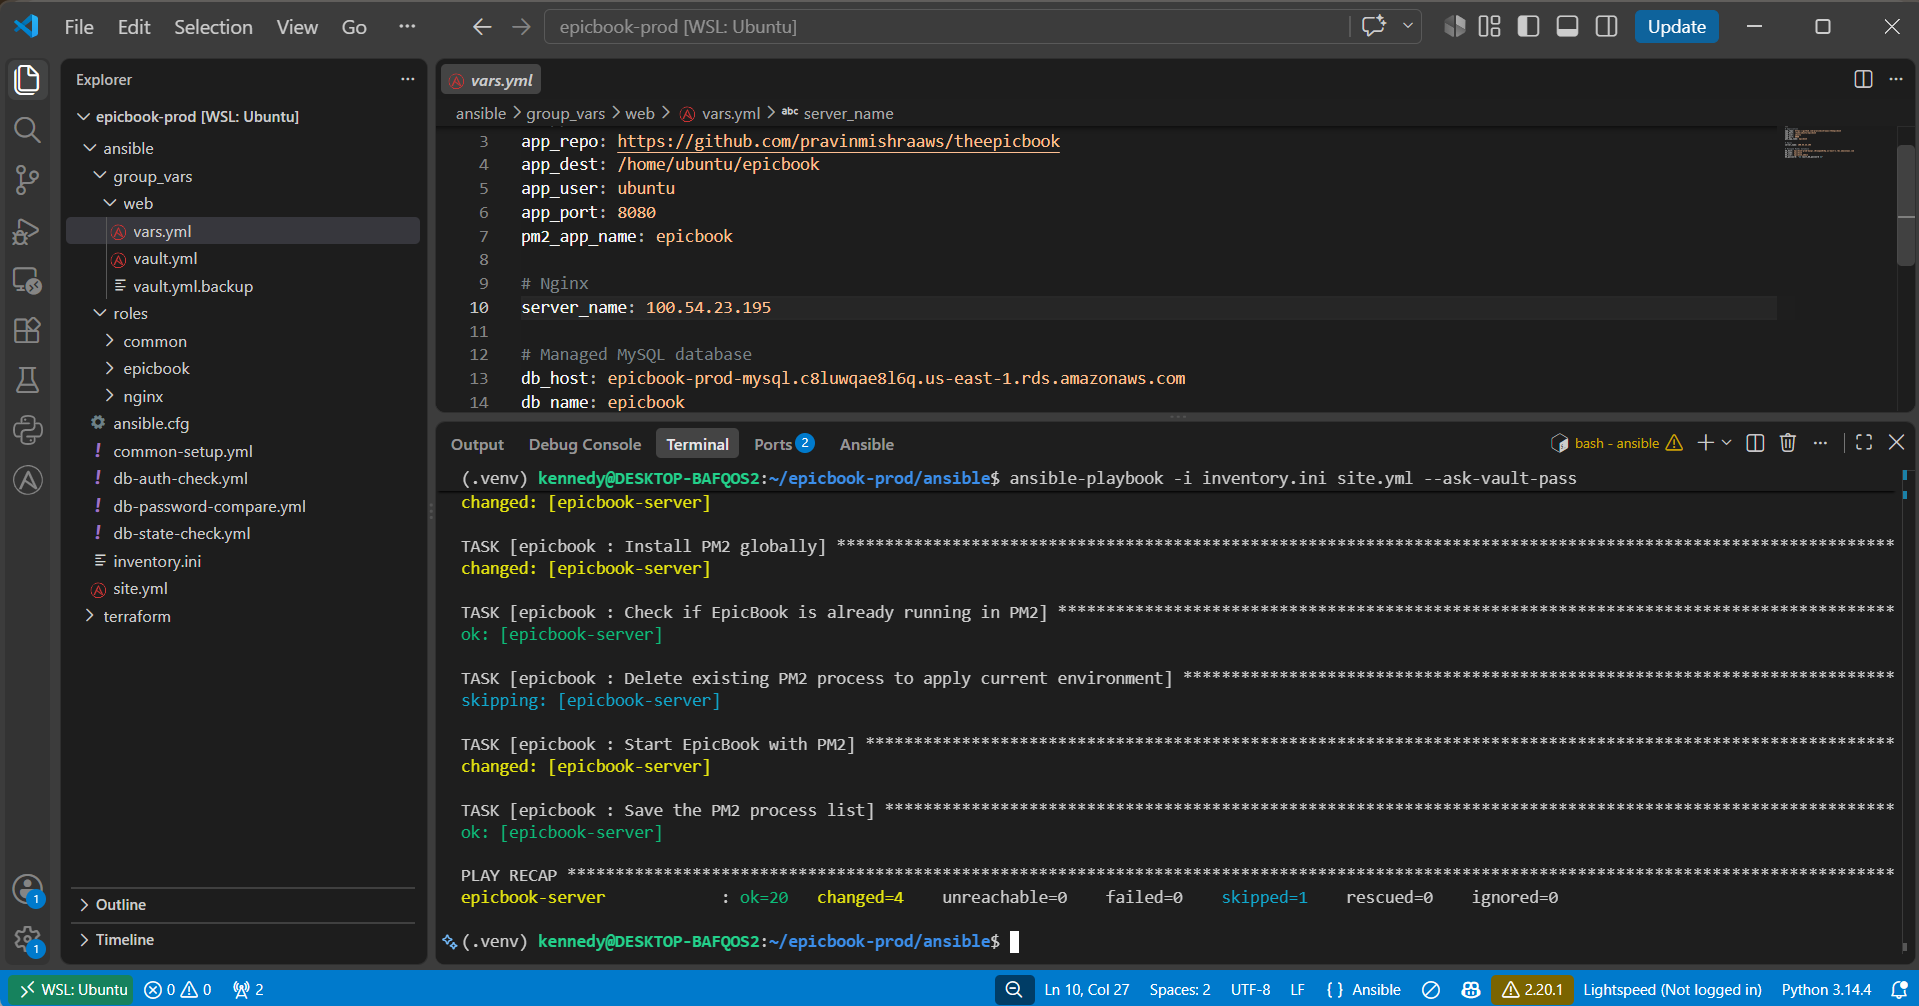 File Edit Selection View Go ··· epicbook-prod [WSL: Ubuntu] Update
Explorer ···
epicbook-prod [WSL: Ubuntu]
ansible
group_vars
web
vars.yml
vault.yml
vault.yml.backup
roles
common
epicbook
nginx
ansible.cfg
! common-setup.yml
! db-auth-check.yml
! db-password-compare.yml
! db-state-check.yml
inventory.ini
site.yml
terraform
Outline
Timeline
vars.yml
ansible > group_vars > web > vars.yml > abc server_name
3 app_repo: https://github.com/pravinmishraaws/theepicbook
4 app_dest: /home/ubuntu/epicbook
5 app_user: ubuntu
6 app_port: 8080
7 pm2_app_name: epicbook
8
9 # Nginx
10 server_name: 100.54.23.195
11
12 # Managed MySQL database
13 db_host: epicbook-prod-mysql.c8luwqae8l6q.us-east-1.rds.amazonaws.com
14 db_name: epicbook
Output Debug Console Terminal Ports 2 Ansible bash - ansible
(.venv) kennedy@DESKTOP-BAFQOS2:~/epicbook-prod/ansible$ ansible-playbook -i inventory.ini site.yml --ask-vault-pass
changed: [epicbook-server]
TASK [epicbook : Install PM2 globally] **************************************************************************************************************
changed: [epicbook-server]
TASK [epicbook : Check if EpicBook is already running in PM2] ***************************************************************************************
ok: [epicbook-server]
TASK [epicbook : Delete existing PM2 process to apply current environment] **************************************************************************
skipping: [epicbook-server]
TASK [epicbook : Start EpicBook with PM2] ***********************************************************************************************************
changed: [epicbook-server]
TASK [epicbook : Save the PM2 process list] *********************************************************************************************************
ok: [epicbook-server]
PLAY RECAP ******************************************************************************************************************************************
epicbook-server : ok=20 changed=4 unreachable=0 failed=0 skipped=1 rescued=0 ignored=0
(.venv) kennedy@DESKTOP-BAFQOS2:~/epicbook-prod/ansible$
1
1
WSL: Ubuntu 0 0 2 Ln 10, Col 27 Spaces: 2 UTF-8 LF { } Ansible 2.20.1 Lightspeed (Not logged in) Python 3.14.4